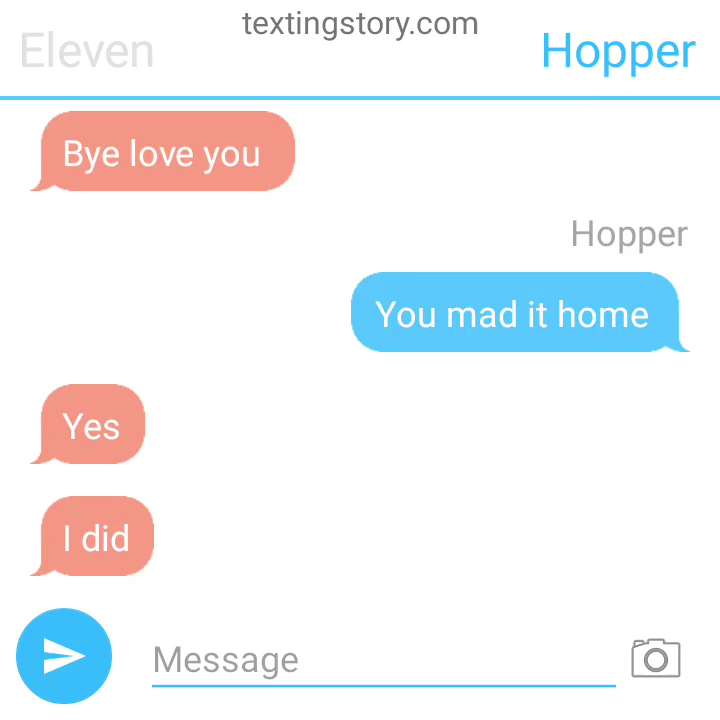 textingstory.com
Eleven
Hopper
Bye love you
Hopper
You mad it home
Yes
I did
Message